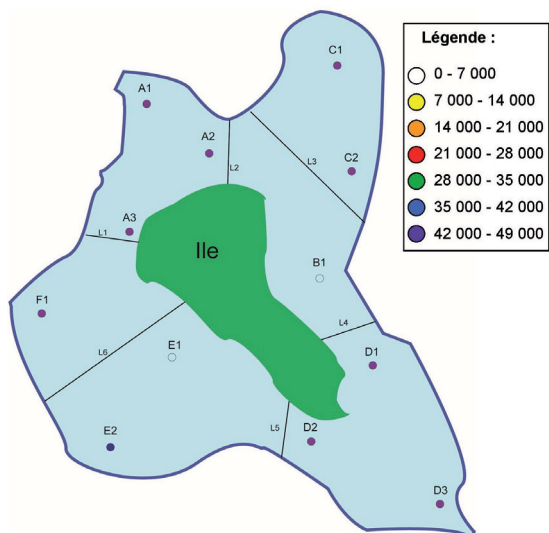 Légende :
0 - 7 000
7 000 - 14 000
14 000 - 21 000
21 000 - 28 000
28 000 - 35 000
35 000 - 42 000
42 000 - 49 000
C1
A1
A2
L2
L3
C2
A3
L1
Ile
B1
F1
L4
L6
E1
D1
E2
L5
D2
D3